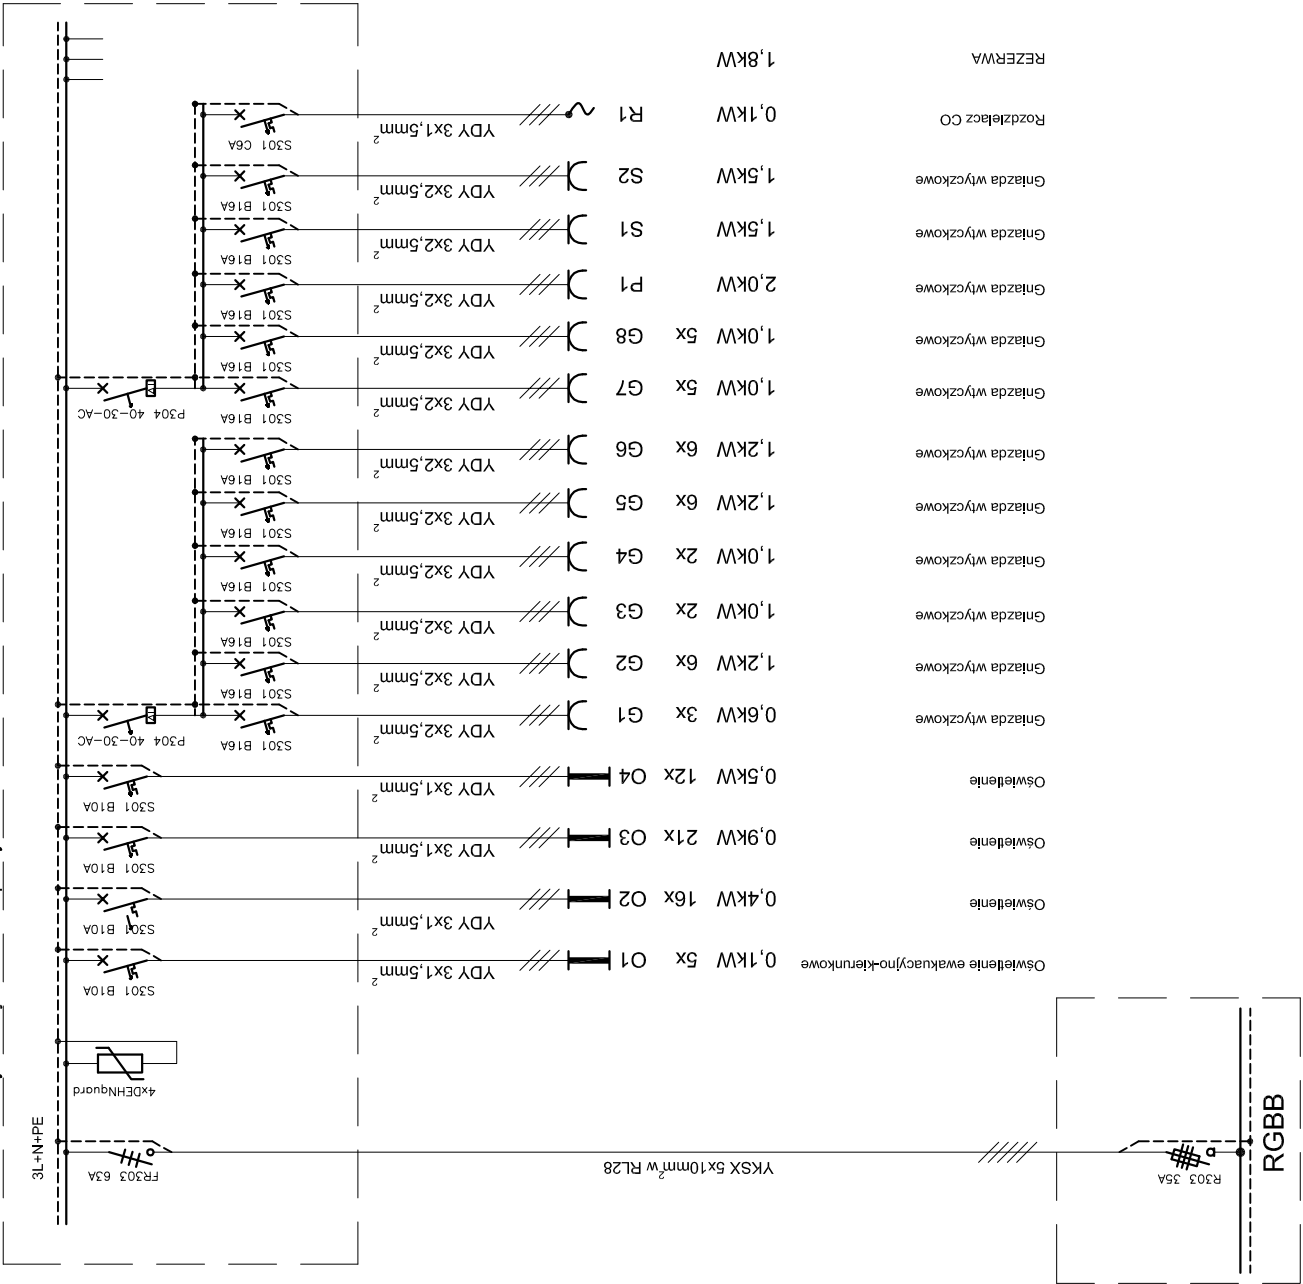 RGBB
R303 35A
YKSX 5x10mm²w RL28
FR303 63A
3L+N+PE
4xDEHNquard
Oświetlenie ewakuacyjno-kierunkowe 0,1kW 5x O1 YDY 3x1,5mm² S301 B10A
Oświetlenie 0,4kW 16x O2 YDY 3x1,5mm² S301 B10A
Oświetlenie 0,9kW 21x O3 YDY 3x1,5mm² S301 B10A
Oświetlenie 0,5kW 12x O4 YDY 3x1,5mm² S301 B10A
Gniazda wtyczkowe 0,6kW 3x G1 YDY 3x2,5mm² S301 B16A P304 40-30-AC
Gniazda wtyczkowe 1,2kW 6x G2 YDY 3x2,5mm² S301 B16A
Gniazda wtyczkowe 1,0kW 2x G3 YDY 3x2,5mm² S301 B16A
Gniazda wtyczkowe 1,0kW 2x G4 YDY 3x2,5mm² S301 B16A
Gniazda wtyczkowe 1,2kW 6x G5 YDY 3x2,5mm² S301 B16A
Gniazda wtyczkowe 1,2kW 6x G6 YDY 3x2,5mm² S301 B16A
Gniazda wtyczkowe 1,0kW 5x G7 YDY 3x2,5mm² S301 B16A P304 40-30-AC
Gniazda wtyczkowe 1,0kW 5x G8 YDY 3x2,5mm² S301 B16A
Gniazda wtyczkowe 2,0kW P1 YDY 3x2,5mm² S301 B16A
Gniazda wtyczkowe 1,5kW S1 YDY 3x2,5mm² S301 B16A
Gniazda wtyczkowe 1,5kW S2 YDY 3x2,5mm² S301 B16A
Rozdzielacz CO 0,1kW R1 YDY 3x1,5mm² S301 C6A
REZERWA 1,8kW